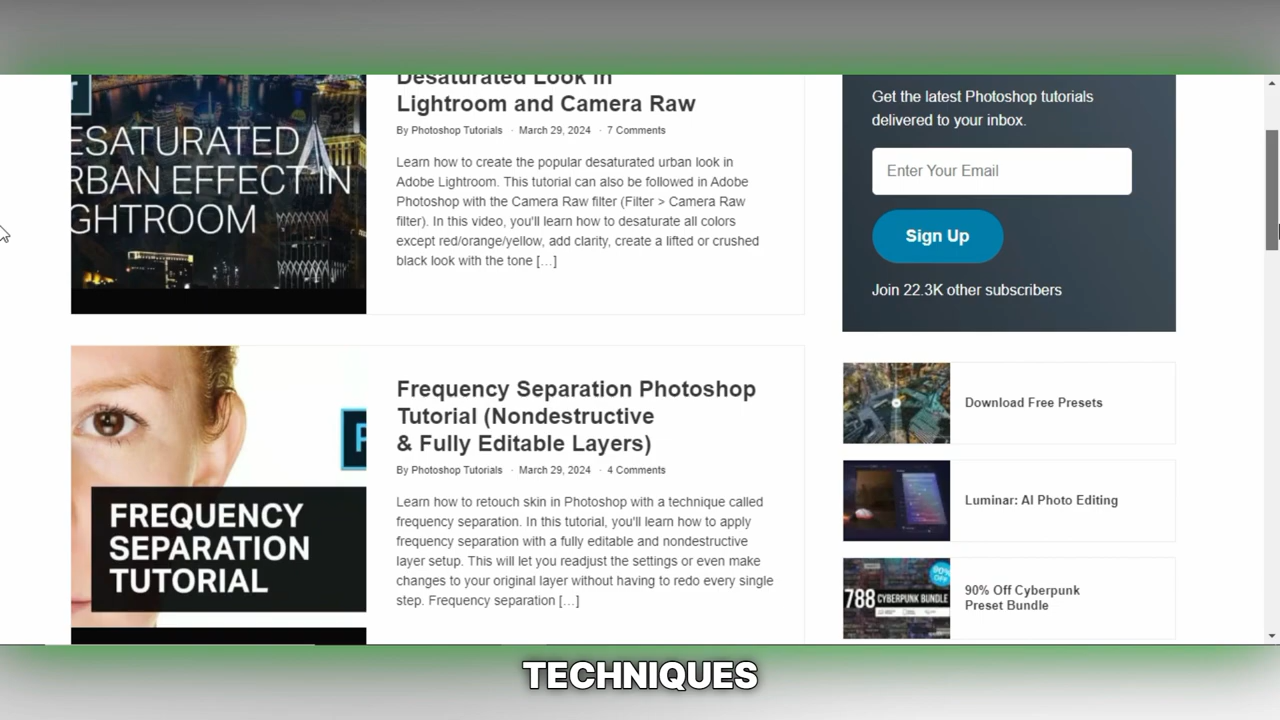 Desaturated Look in
Lightroom and Camera Raw
By Photoshop Tutorials · March 29, 2024 · 7 Comments
Learn how to create the popular desaturated urban look in
Adobe Lightroom. This tutorial can also be followed in Adobe
Photoshop with the Camera Raw filter (Filter > Camera Raw
filter). In this video, you'll learn how to desaturate all colors
except red/orange/yellow, add clarity, create a lifted or crushed
black look with the tone […]
r
ESATURATED
RBAN EFFECT IN
GHTROOM
Frequency Separation Photoshop
Tutorial (Nondestructive
& Fully Editable Layers)
By Photoshop Tutorials · March 29, 2024 · 4 Comments
Learn how to retouch skin in Photoshop with a technique called
frequency separation. In this tutorial, you'll learn how to apply
frequency separation with a fully editable and nondestructive
layer setup. This will let you readjust the settings or even make
changes to your original layer without having to redo every single
step. Frequency separation […]
P
FREQUENCY
SEPARATION
TUTORIAL
Get the latest Photoshop tutorials
delivered to your inbox.
Enter Your Email
Sign Up
Join 22.3K other subscribers
Download Free Presets
Luminar: AI Photo Editing
90%
OFF
788 CYBERPUNK BUNDLE
90% Off Cyberpunk
Preset Bundle
TECHNIQUES